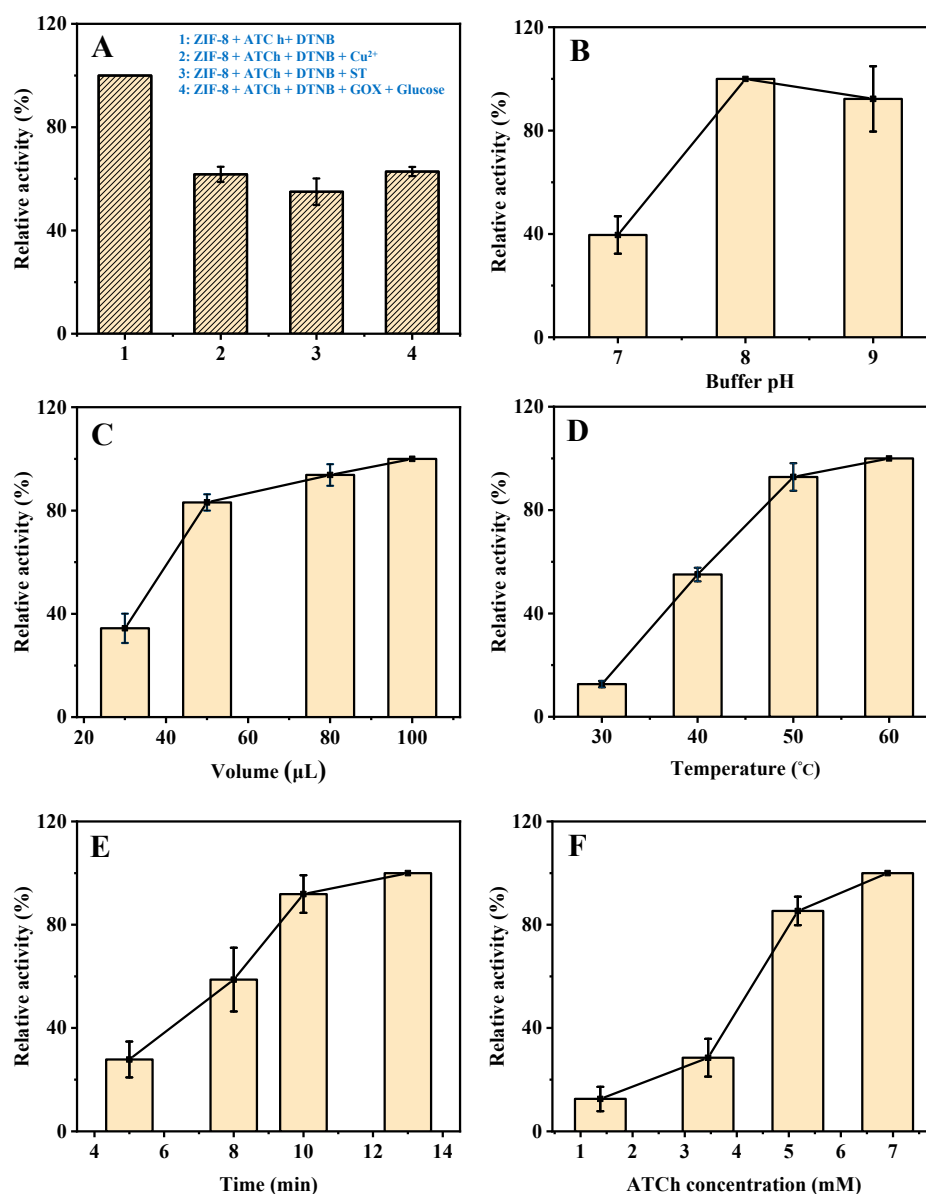 A
1: ZIF-8 + ATC h+ DTNB
2: ZIF-8 + ATCh + DTNB + Cu²⁺
3: ZIF-8 + ATCh + DTNB + ST
4: ZIF-8 + ATCh + DTNB + GOX + Glucose
Relative activity (%)
120
80
40
0
1 2 3 4
B
Relative activity (%)
120
80
40
0
7 8 9
Buffer pH
C
Relative activity (%)
120
80
40
0
20 40 60 80 100
Volume (μL)
D
Relative activity (%)
120
80
40
0
30 40 50 60
Temperature (°C)
E
Relative activity (%)
120
80
40
0
4 6 8 10 12 14
Time (min)
F
Relative activity (%)
120
80
40
0
1 2 3 4 5 6 7
ATCh concentration (mM)